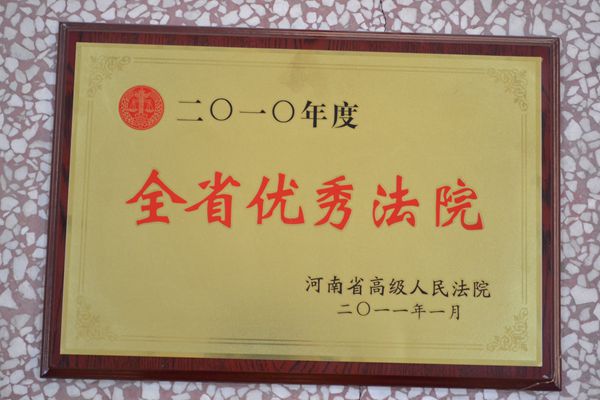 二〇一〇年度
全省优秀法院
河南省高级人民法院
二〇一一年一月